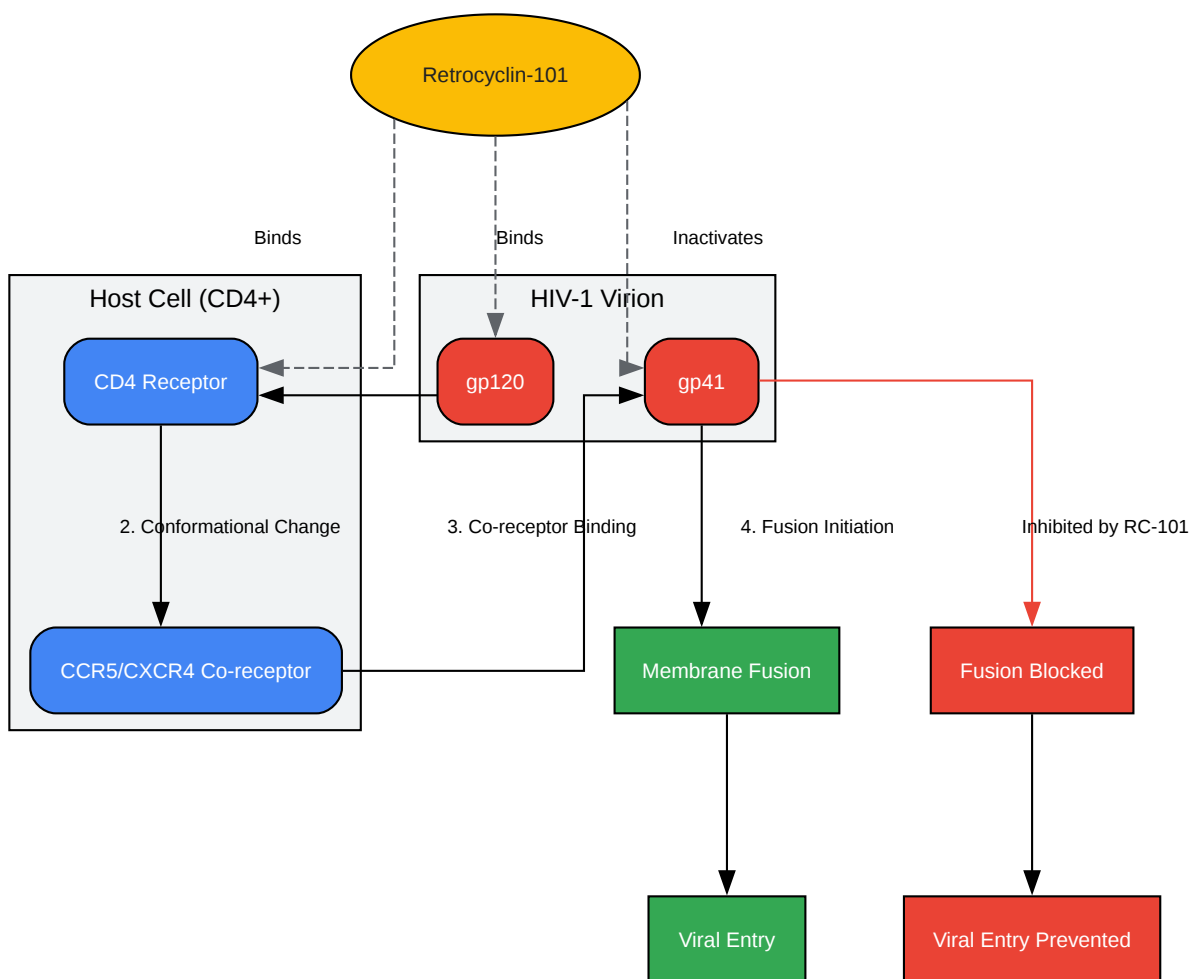 Retrocyclin-101
Binds
Binds
Inactivates
Host Cell (CD4+)
HIV-1 Virion
CD4 Receptor
gp120
gp41
2. Conformational Change
3. Co-receptor Binding
4. Fusion Initiation
Inhibited by RC-101
CCR5/CXCR4 Co-receptor
Membrane Fusion
Fusion Blocked
Viral Entry
Viral Entry Prevented